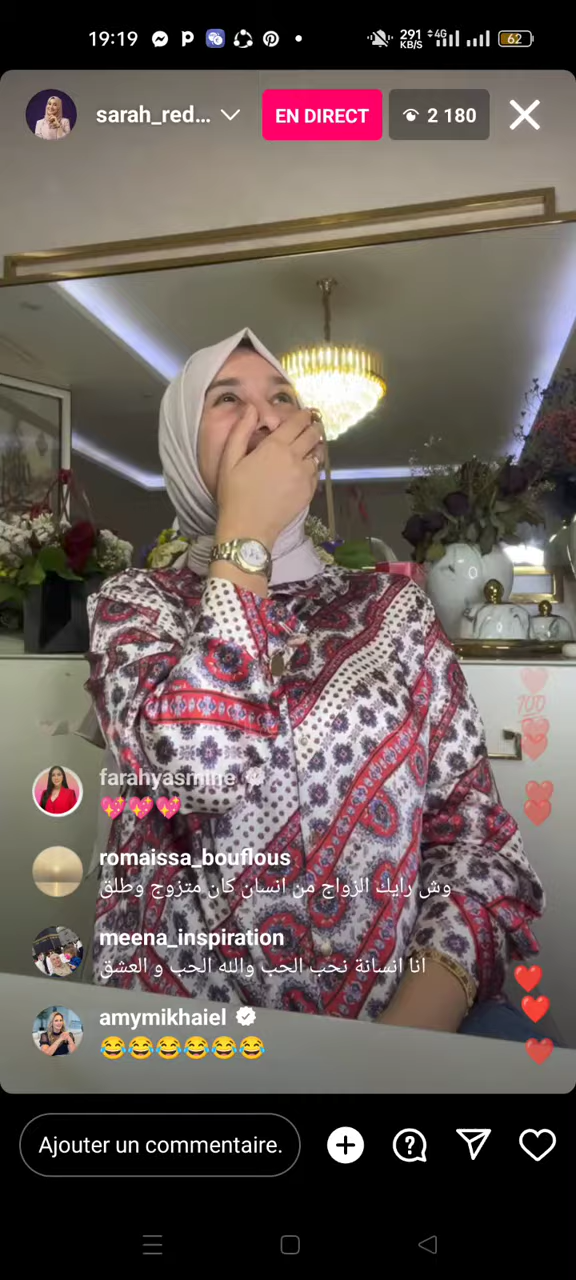 19:19
291
KB/S
4G
62
sarah_red...
EN DIRECT
2 180
100
farahyasmine
💖💖💖
romaissa_bouflous
وش رايك الزواج من انسان كان متزوج وطلق
meena_inspiration
انا انسانة نحب الحب والله الحب و العشق
amymikhaiel
😂😂😂😂😂😂
Ajouter un commentaire.